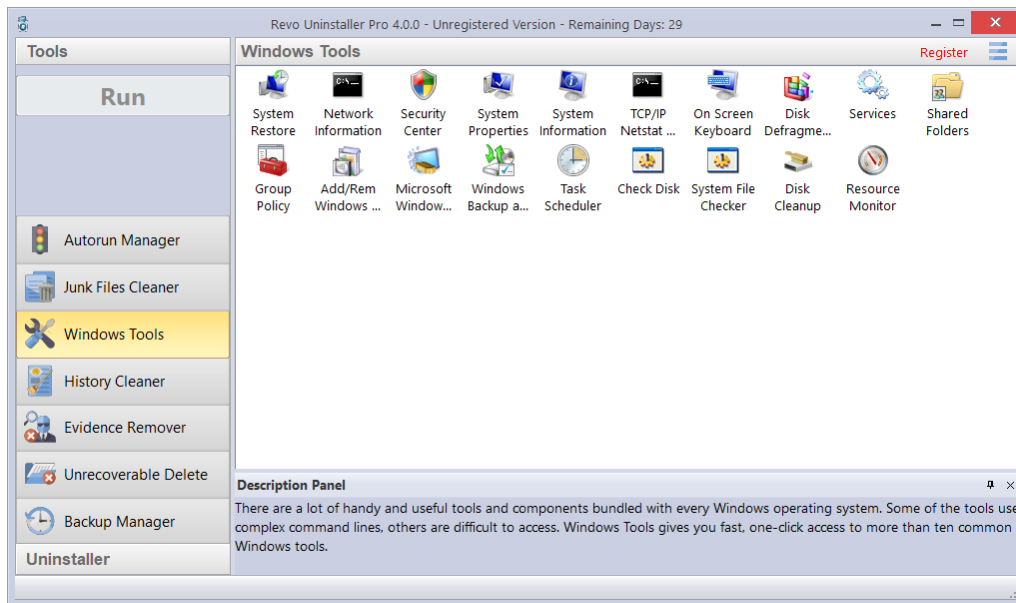 Revo Uninstaller Pro 4.0.0 - Unregistered Version - Remaining Days: 29
Tools
Run
Autorun Manager
Junk Files Cleaner
Windows Tools
History Cleaner
Evidence Remover
Unrecoverable Delete
Backup Manager
Uninstaller
Windows Tools
Register
System Restore
Network Information
Security Center
System Properties
System Information
TCP/IP Netstat ...
On Screen Keyboard
Disk Defragme...
Services
Shared Folders
Group Policy
Add/Rem Windows ...
Microsoft Window...
Windows Backup a...
Task Scheduler
Check Disk
System File Checker
Disk Cleanup
Resource Monitor
Description Panel
There are a lot of handy and useful tools and components bundled with every Windows operating system. Some of the tools use
complex command lines, others are difficult to access. Windows Tools gives you fast, one-click access to more than ten common
Windows tools.